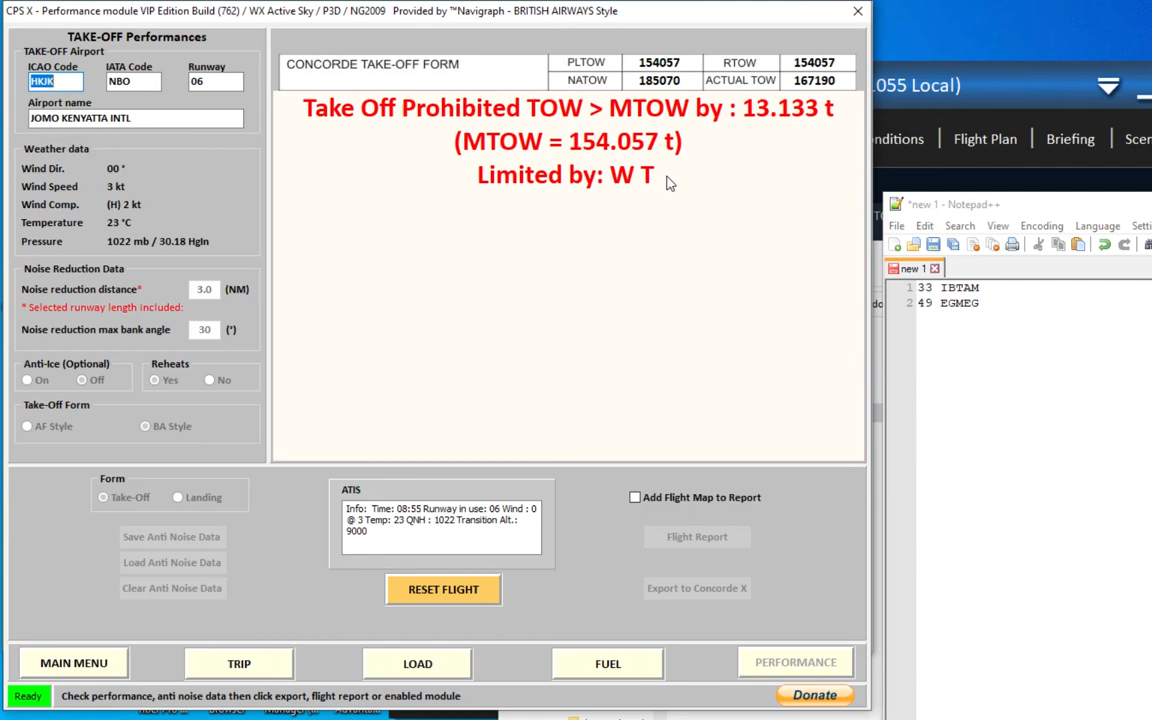 CPS X - Performance module VIP Edition Build (762) / WX Active Sky / P3D / NG2009   Provided by ™Navigraph - BRITISH AIRWAYS Style
TAKE-OFF Performances
TAKE-OFF Airport
ICAO Code IATA Code Runway
HKJK NBO 06
Airport name
JOMO KENYATTA INTL
Weather data
Wind Dir. 00 °
Wind Speed 3 kt
Wind Comp. (H) 2 kt
Temperature 23 °C
Pressure 1022 mb / 30.18 HgIn
Noise Reduction Data
Noise reduction distance* 3.0 (NM)
* Selected runway length included:
Noise reduction max bank angle 30 (°)
Anti-Ice (Optional) Reheats
On Off Yes No
Take-Off Form
AF Style BA Style
CONCORDE TAKE-OFF FORM
PLTOW 154057 RTOW 154057
NATOW 185070 ACTUAL TOW 167190
Take Off Prohibited TOW > MTOW by : 13.133 t
(MTOW = 154.057 t)
Limited by: W T
Form
Take-Off Landing
Save Anti Noise Data
Load Anti Noise Data
Clear Anti Noise Data
ATIS
Info: Time: 08:55 Runway in use: 06 Wind : 0
@ 3 Temp: 23 QNH : 1022 Transition Alt.:
9000
RESET FLIGHT
Add Flight Map to Report
Flight Report
Export to Concorde X
MAIN MENU TRIP LOAD FUEL PERFORMANCE
Ready Check performance, anti noise data then click export, flight report or enabled module Donate
055 Local)
nditions Flight Plan Briefing Scen
*new 1 - Notepad++
File Edit Search View Encoding Language Setti
new 1
1 33 IBTAM
2 49 EGMEG